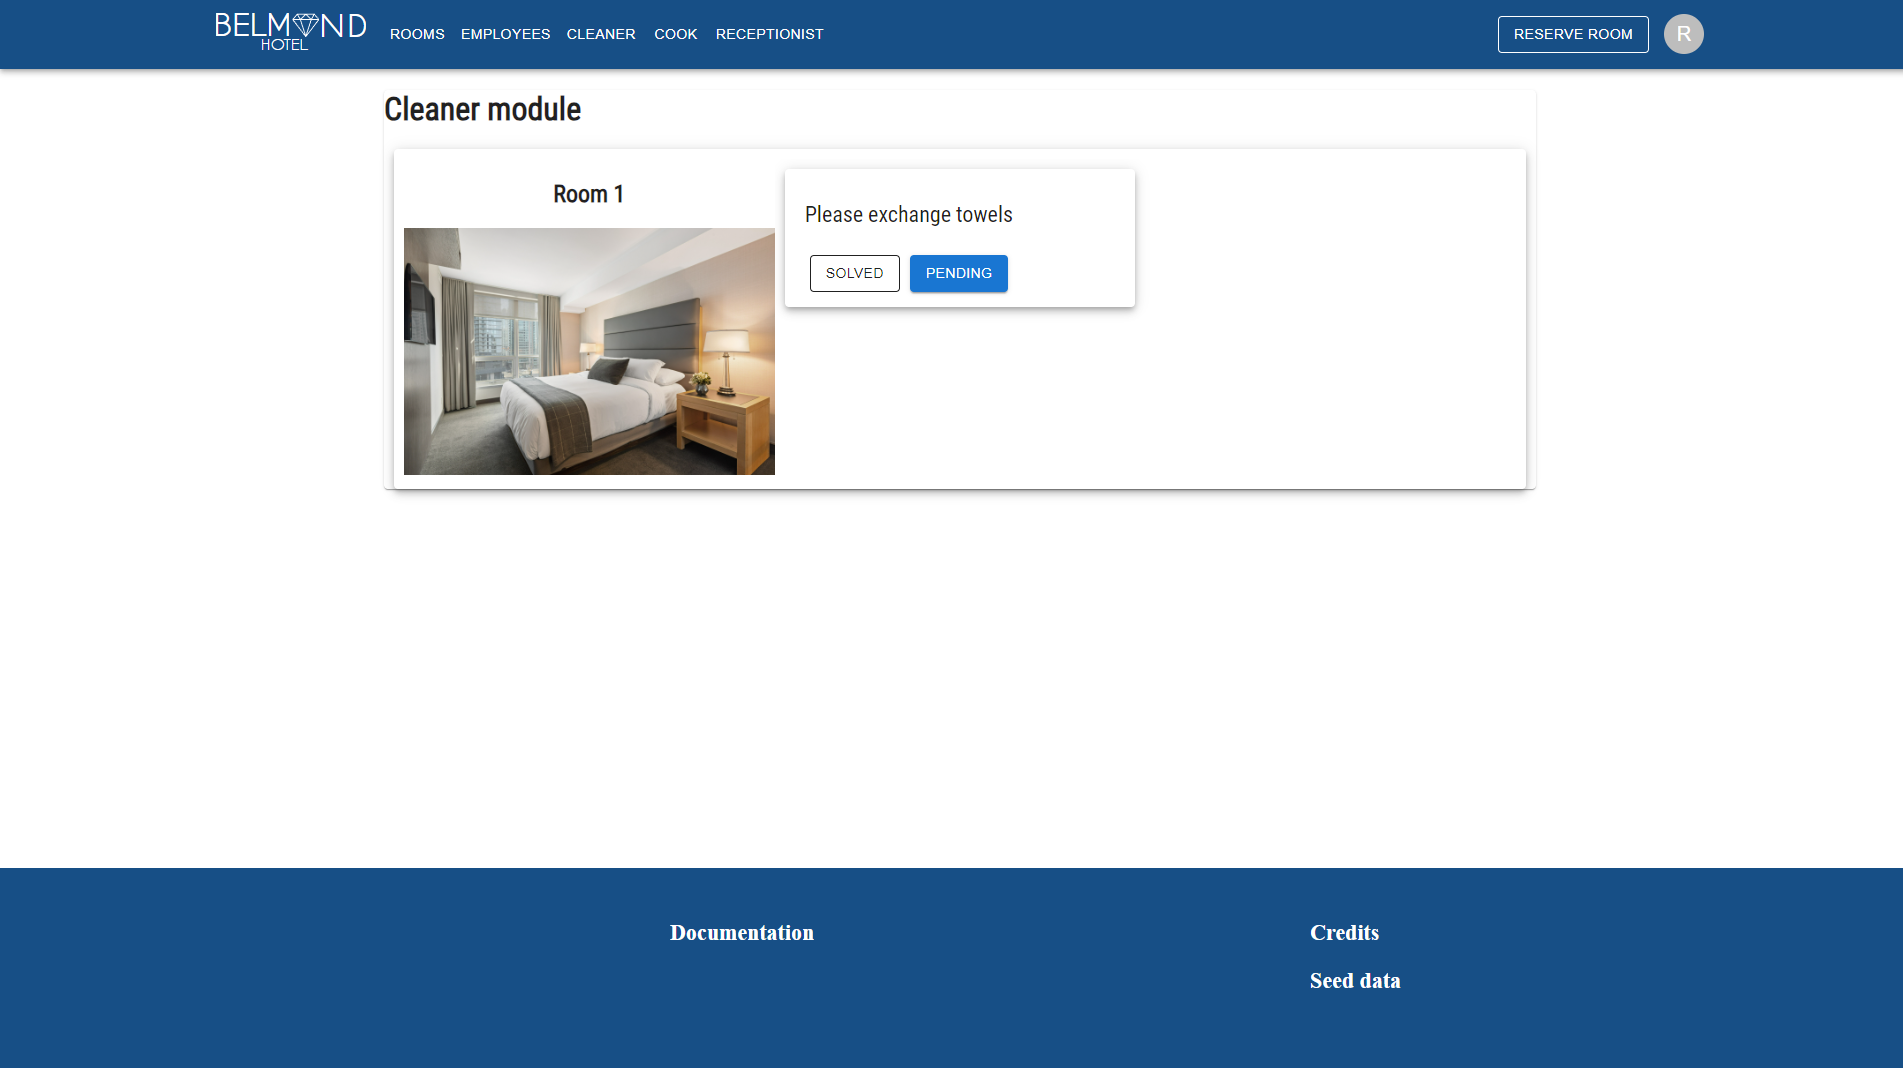 BELMOND
HOTEL
ROOMS EMPLOYEES CLEANER COOK RECEPTIONIST
RESERVE ROOM R
Cleaner module
Room 1
Please exchange towels
SOLVED PENDING
Documentation
Credits
Seed data